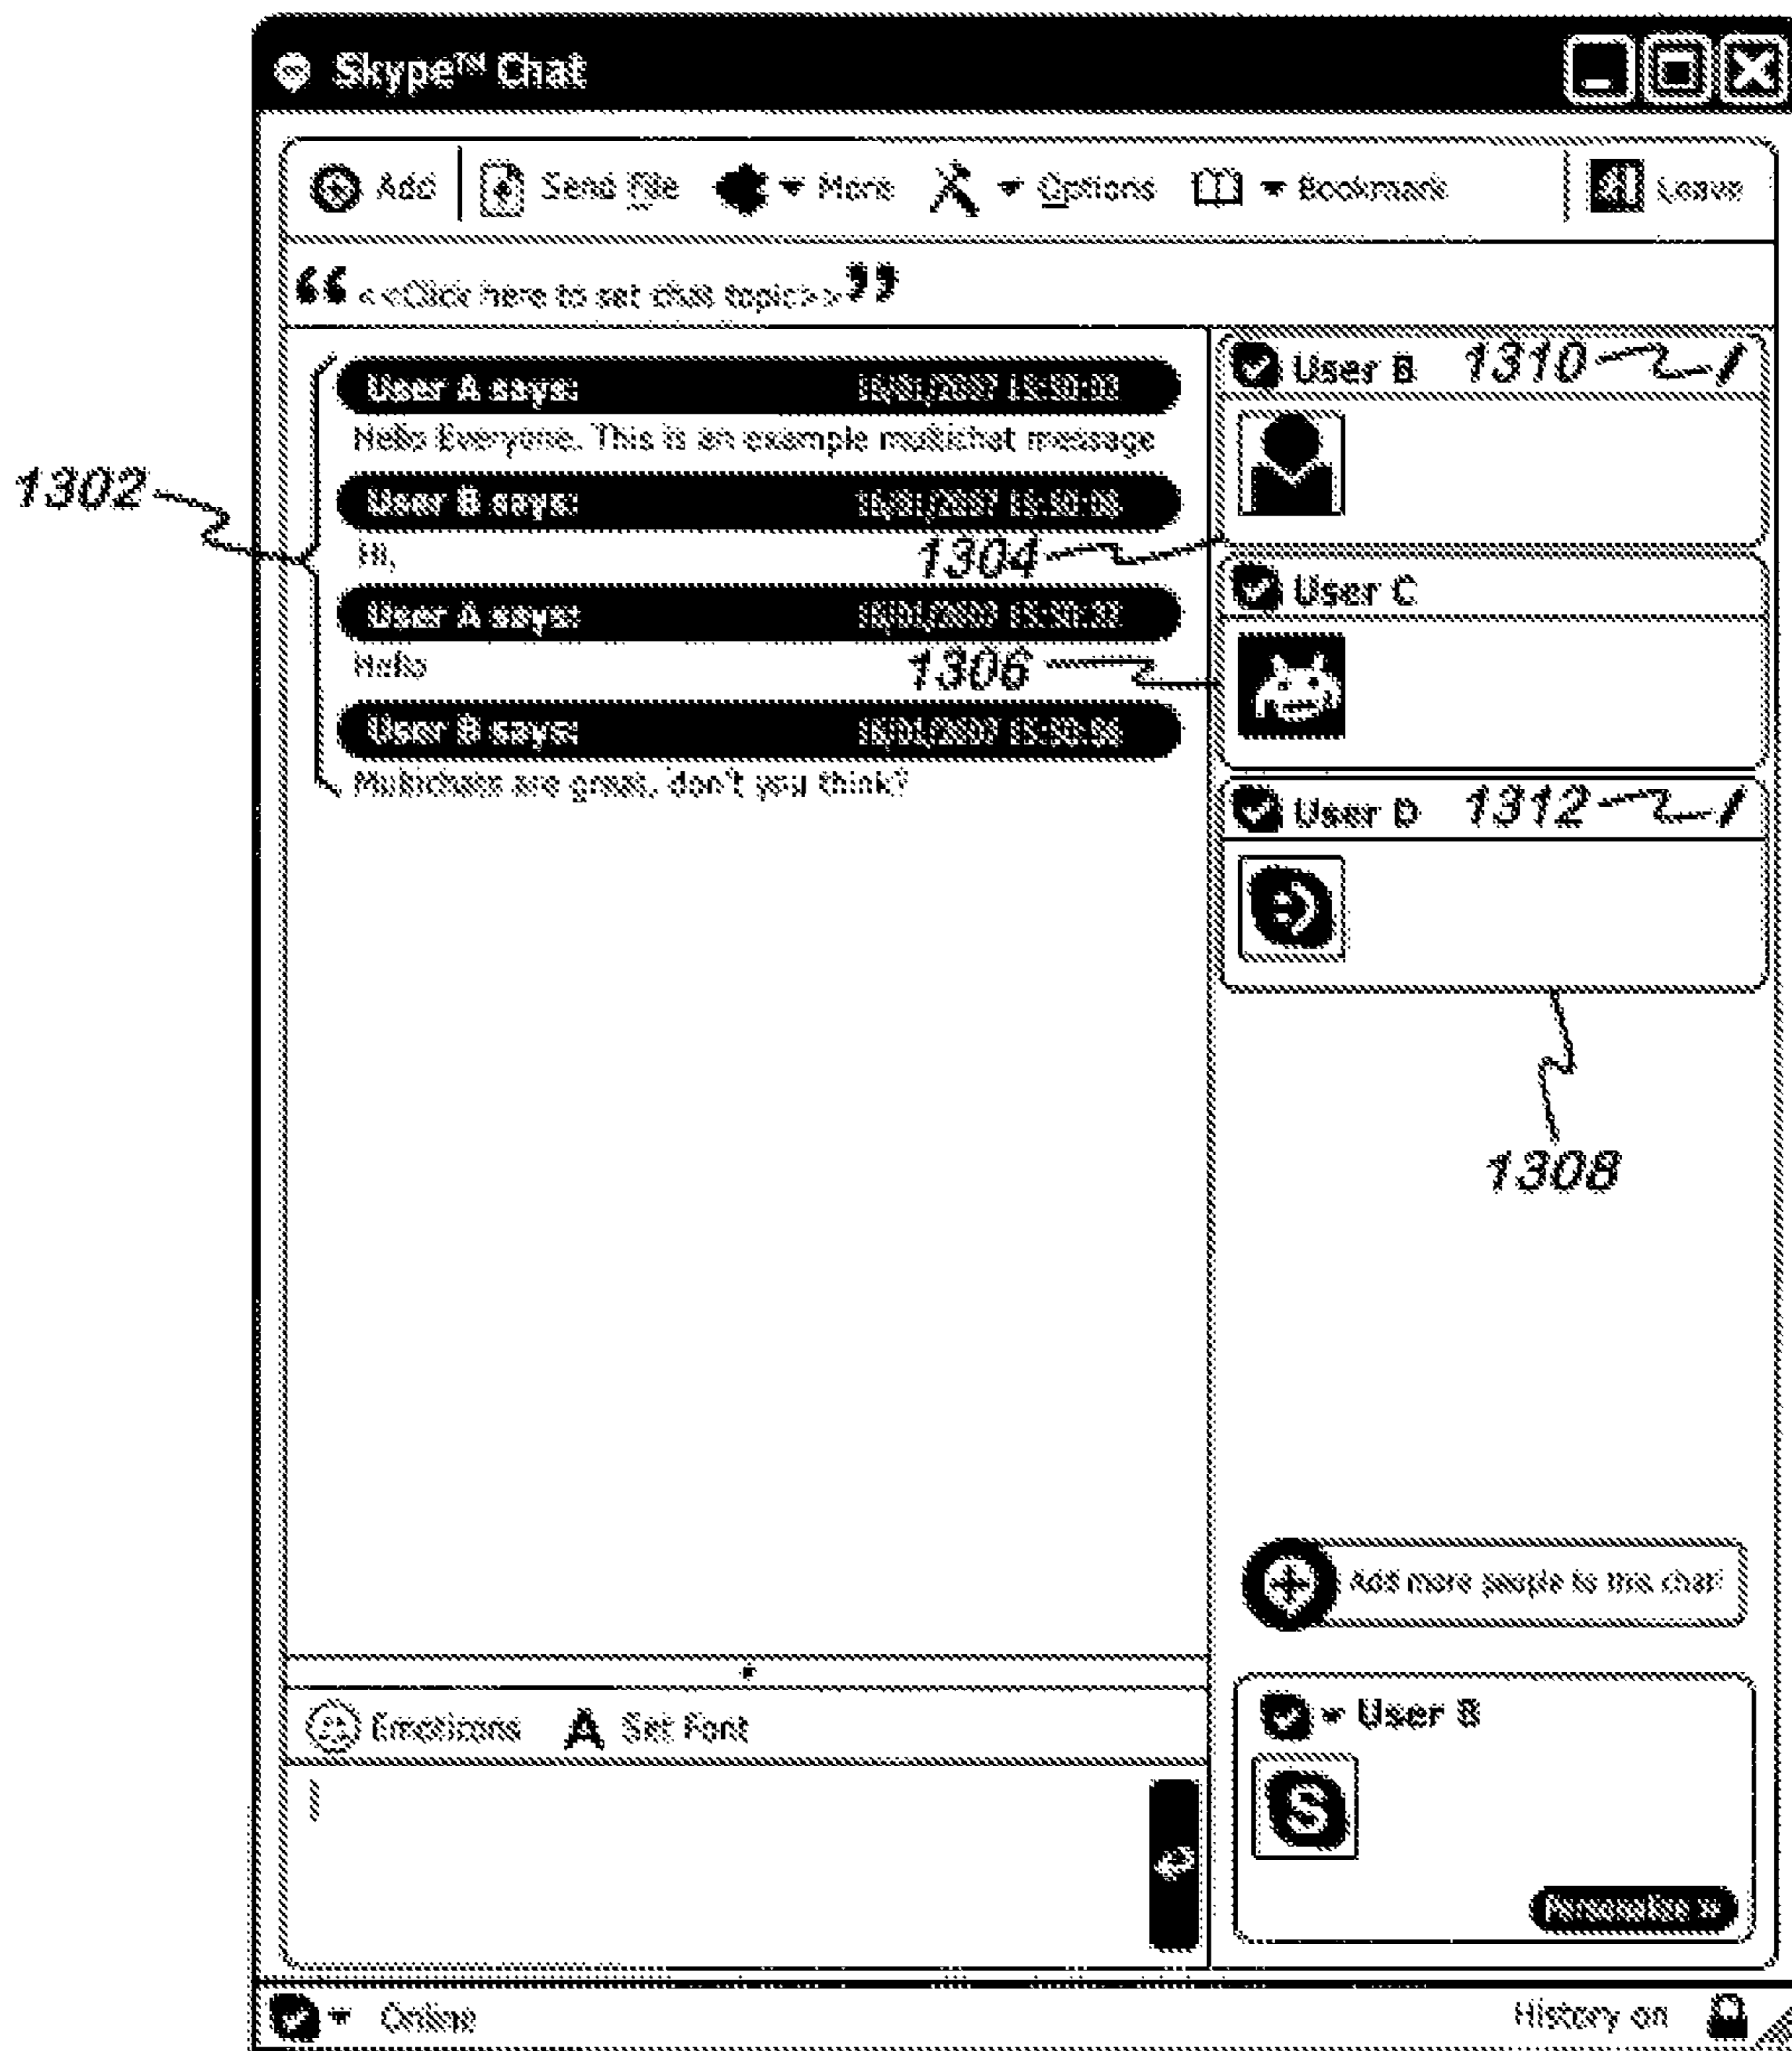 Skype™ Chat
Add Send File More Options Bookmark Leave
“ <<Click here to set chat topic>> ”
User A says:
Hello Everyone. This is an example multichat message
User B says:
Hi,
User A says:
Hello
User B says:
Multichats are great, don't you think?
1302
1304
1306
User B 1310
User C
User D 1312
1308
Add more people to this chat
Emoticons A Set Font
User B
S
Personalise »
Online
History on